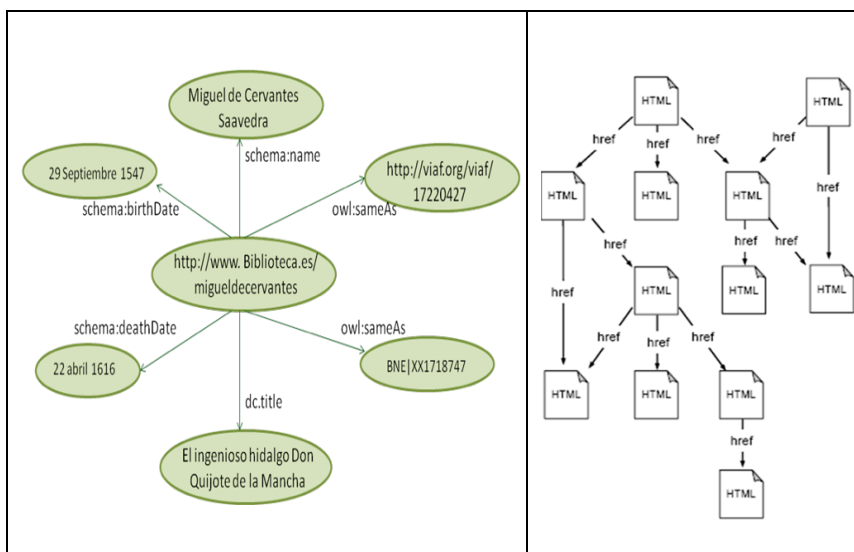 Miguel de Cervantes
Saavedra
schema:name
29 Septiembre 1547
schema:birthDate
http://viaf.org/viaf/
17220427
owl:sameAs
http://www. Biblioteca.es/
migueldecervantes
schema:deathDate
owl:sameAs
22 abril 1616
BNE|XX1718747
dc.title
El ingenioso hidalgo Don
Quijote de la Mancha
HTML
HTML
href
href
href
href
href
HTML
HTML
HTML
href
href
href
href
HTML
HTML
HTML
href
href
href
HTML
HTML
HTML
href
HTML